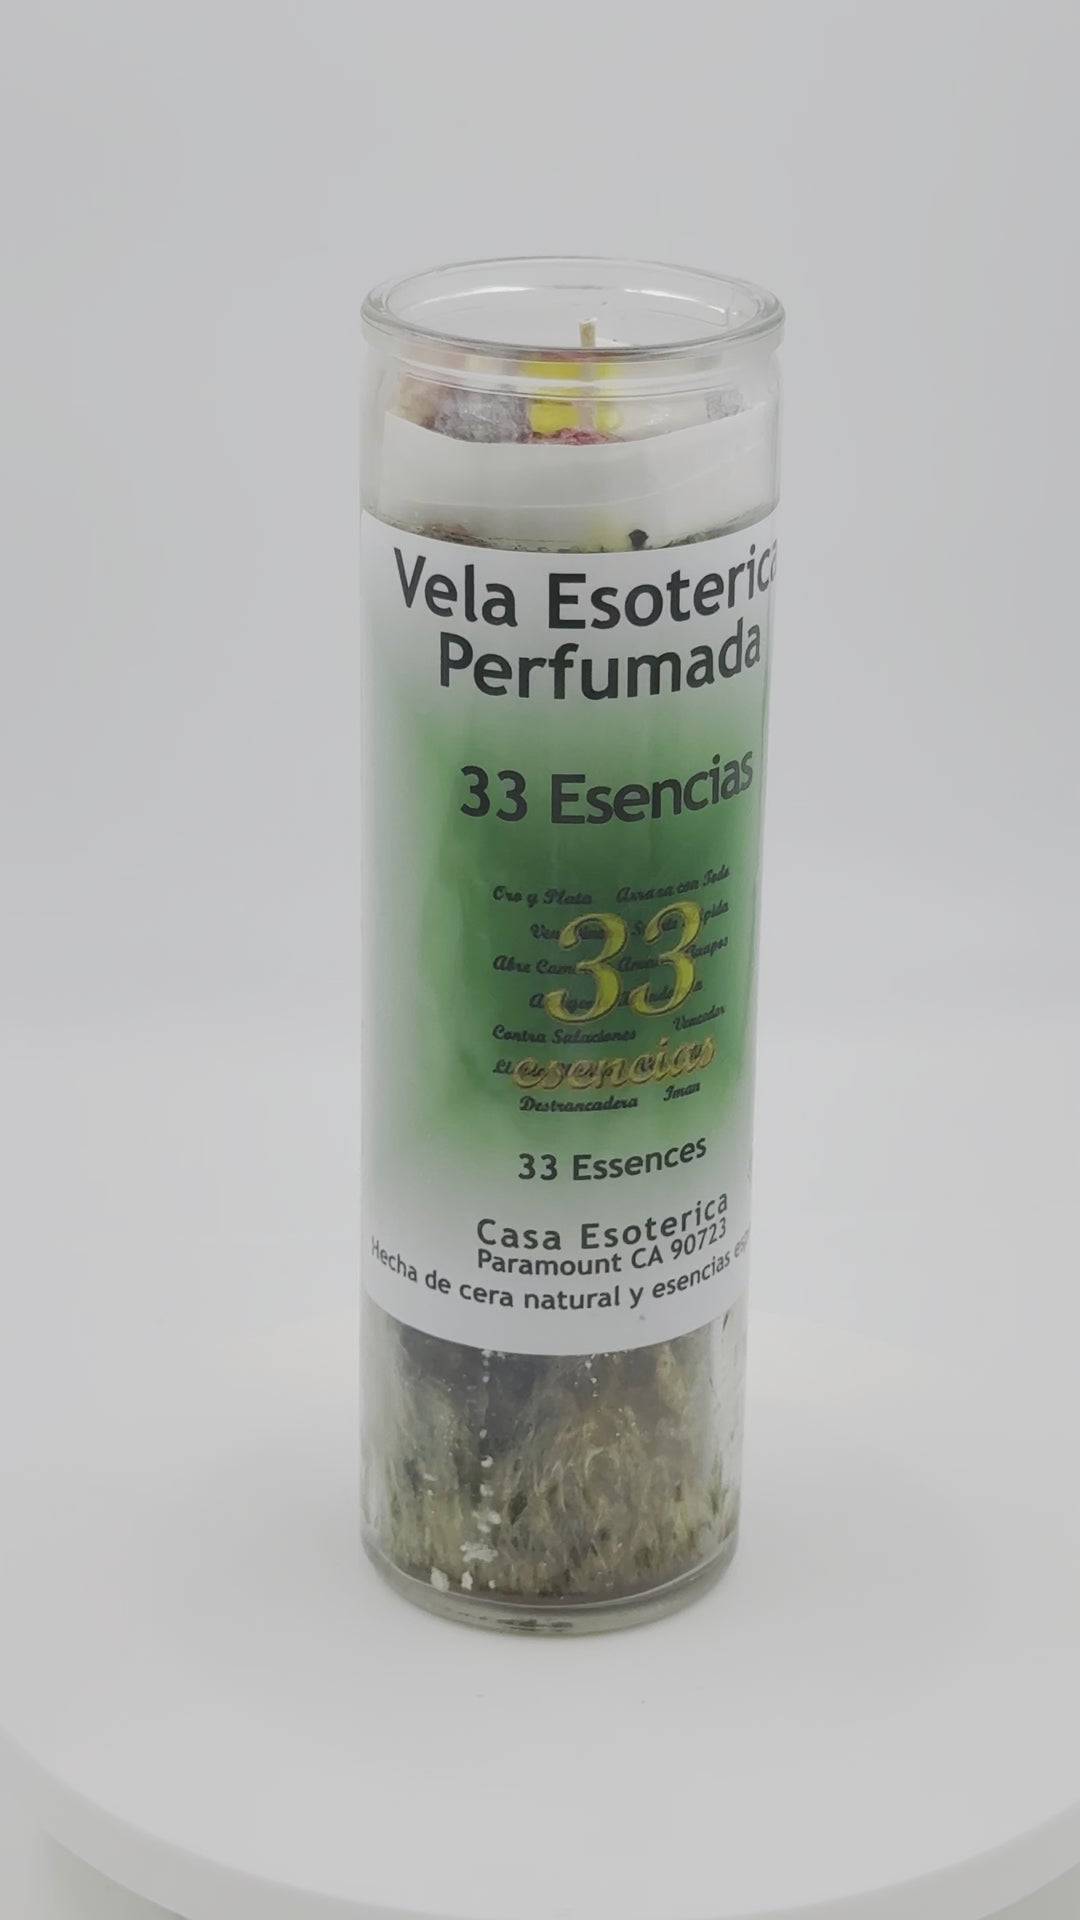 Vela Esoterica
Perfumada
33 Esencias
Oro y Plata Arrasa con Todo
Abre
33
Contra Salaciones Vencedor
esencias
Destrancadera Iman
33 Essences
Casa Esoterica
Paramount CA 90723
Hecha de cera natural y esencias